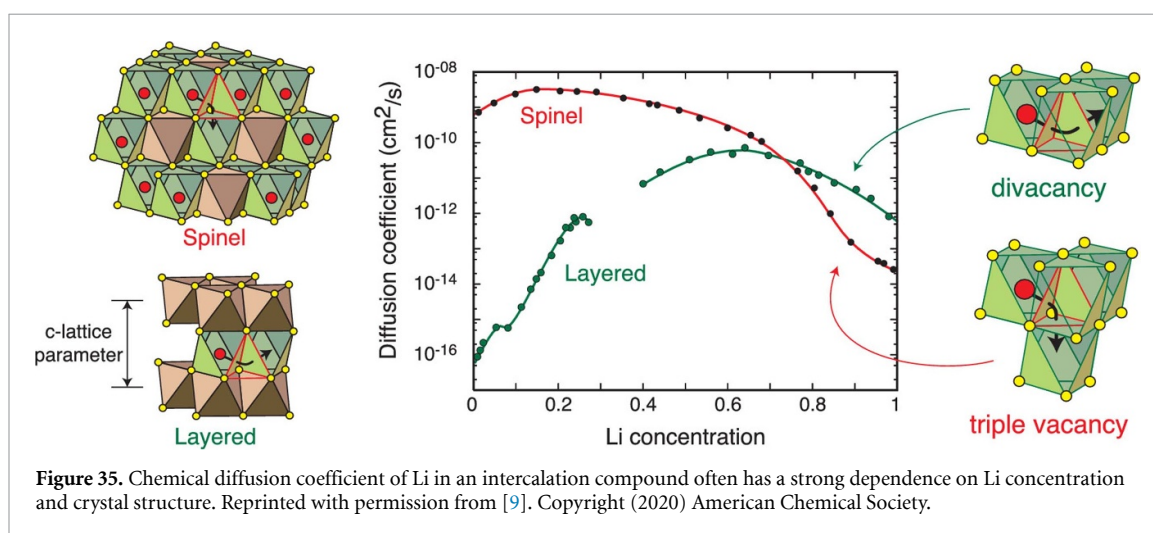 Spinel
c-lattice
parameter
Layered
Diffusion coefficient (cm²/s)
10⁻⁰⁸
10⁻¹⁰
10⁻¹²
10⁻¹⁴
10⁻¹⁶
Spinel
Layered
0 0.2 0.4 0.6 0.8 1
Li concentration
divacancy
triple vacancy
Figure 35. Chemical diffusion coefficient of Li in an intercalation compound often has a strong dependence on Li concentration
and crystal structure. Reprinted with permission from [9]. Copyright (2020) American Chemical Society.